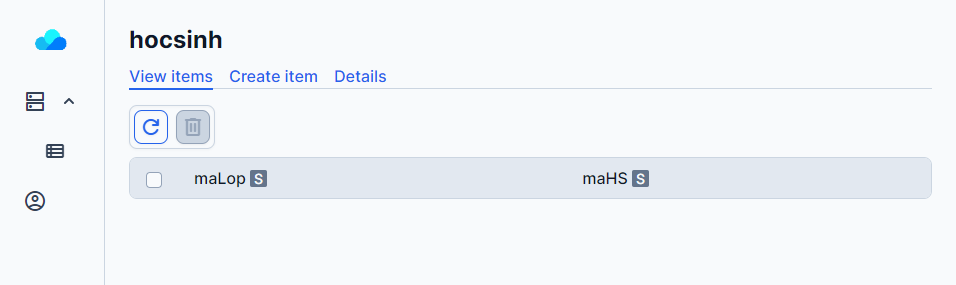 hocsinh
View items Create item Details
maLop S maHS S